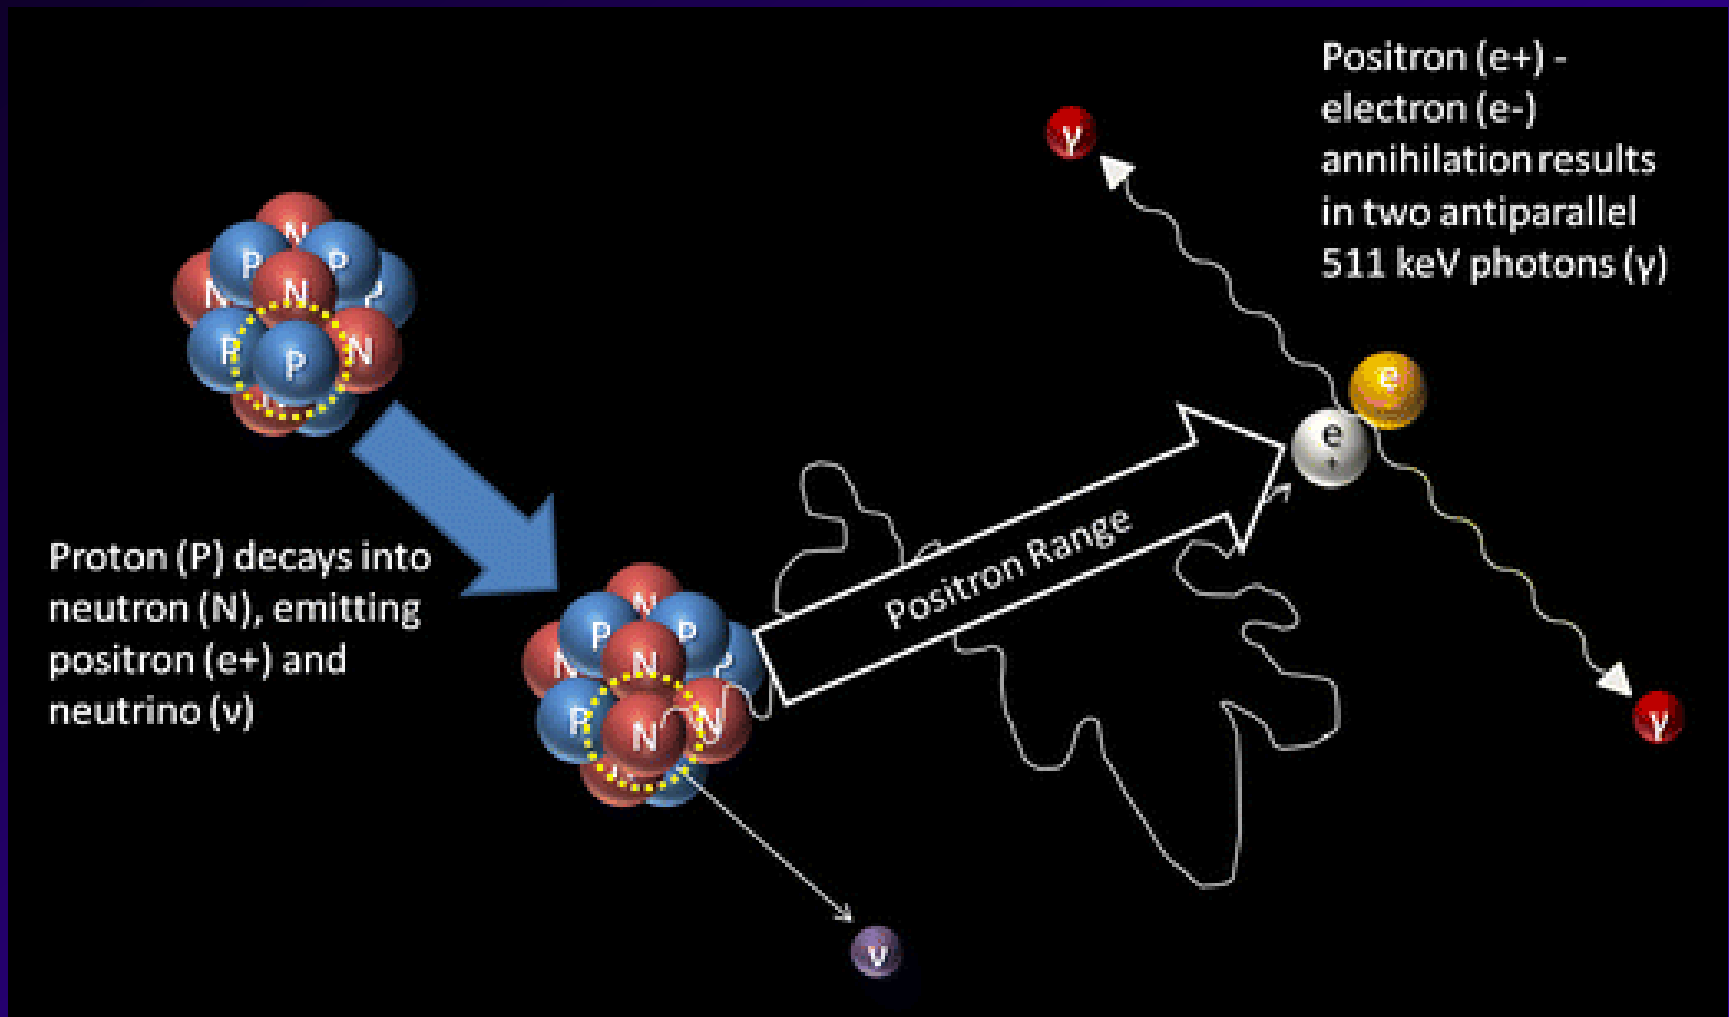 Positron (e+) -
electron (e-)
annihilation results
in two antiparallel
511 keV photons (γ)
γ
N
P
P
N
N
P
P
P
N
e
e
+
Positron Range
Proton (P) decays into
neutron (N), emitting
positron (e+) and
neutrino (ν)
N
P
P
N
N
P
P
N
N
γ
ν